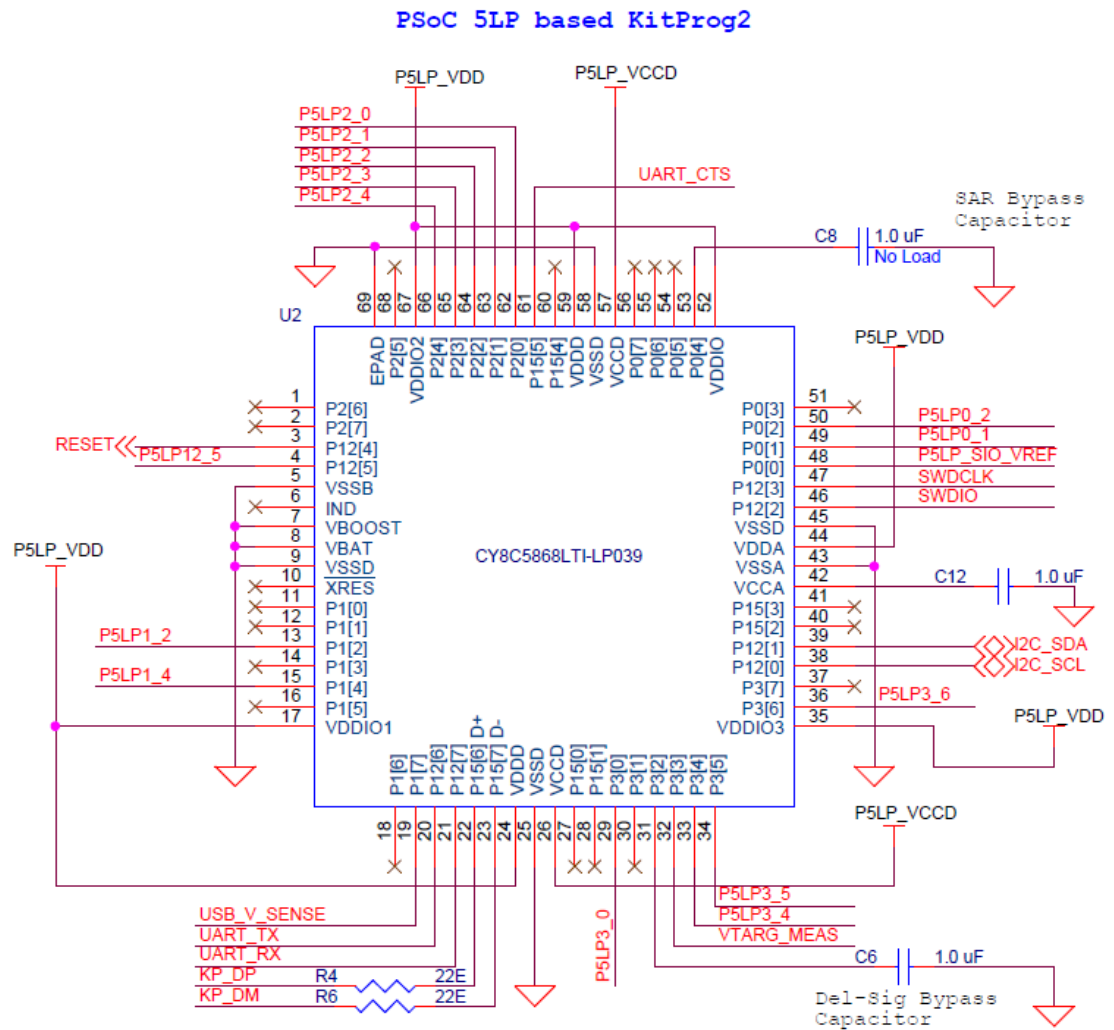 PSoC 5LP based KitProg2
P5LP_VDD
P5LP_VCCD
P5LP2_0
P5LP2_1
P5LP2_2
P5LP2_3
P5LP2_4
UART_CTS
SAR Bypass
Capacitor
C8
1.0 uF
No Load
U2
69
68
67
66
65
64
63
62
61
60
59
58
57
56
55
54
53
52
EPAD
P2[5]
VDDIO2
P2[4]
P2[3]
P2[2]
P2[1]
P2[0]
P15[5]
P15[4]
VDDD
VSSD
VCCD
P0[7]
P0[6]
P0[5]
P0[4]
VDDIO
P5LP_VDD
1
P2[6]
2
P2[7]
RESET
3
P12[4]
P5LP12_5
4
P12[5]
5
VSSB
6
IND
7
VBOOST
8
VBAT
9
VSSD
10
XRES
11
P1[0]
12
P1[1]
P5LP1_2
13
P1[2]
14
P1[3]
P5LP1_4
15
P1[4]
16
P1[5]
17
VDDIO1
P5LP_VDD
CY8C5868LTI-LP039
P0[3]
51
P0[2]
50
P5LP0_2
P0[1]
49
P5LP0_1
P0[0]
48
P5LP_SIO_VREF
P12[3]
47
SWDCLK
P12[2]
46
SWDIO
VSSD
45
VDDA
44
VSSA
43
VCCA
42
C12
1.0 uF
P15[3]
41
P15[2]
40
P12[1]
39
I2C_SDA
P12[0]
38
I2C_SCL
P3[7]
37
P3[6]
36
P5LP3_6
VDDIO3
35
P5LP_VDD
P1[6]
P1[7]
P12[6]
P12[7]
P15[6] D+
P15[7] D-
VDDD
VSSD
VCCD
P15[0]
P15[1]
P3[0]
P3[1]
P3[2]
P3[3]
P3[4]
P3[5]
18
19
20
21
22
23
24
25
26
27
28
29
30
31
32
33
34
P5LP_VCCD
USB_V_SENSE
UART_TX
UART_RX
KP_DP
R4
22E
KP_DM
R6
22E
P5LP3_0
P5LP3_5
P5LP3_4
VTARG_MEAS
C6
1.0 uF
Del-Sig Bypass
Capacitor